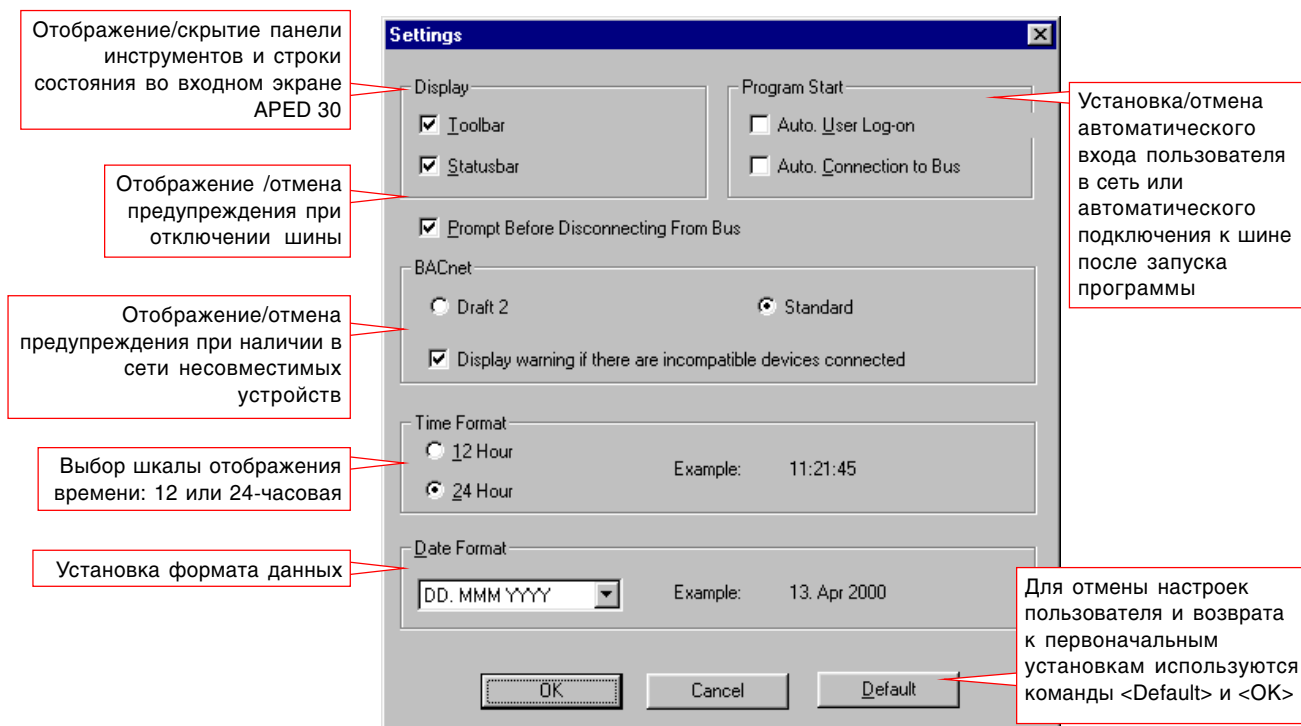 Отображение/скрытие панели
инструментов и строки
состояния во входном экране
APED 30
Отображение /отмена
предупреждения при
отключении шины
Отображение/отмена
предупреждения при наличии в
сети несовместимых
устройств
Выбор шкалы отображения
времени: 12 или 24-часовая
Установка формата данных
Settings
Display
Toolbar
Statusbar
Program Start
Auto. User Log-on
Auto. Connection to Bus
Prompt Before Disconnecting From Bus
BACnet
Draft 2
Standard
Display warning if there are incompatible devices connected
Time Format
12 Hour
24 Hour
Example: 11:21:45
Date Format
DD. MMM YYYY
Example: 13. Apr 2000
OK
Cancel
Default
Установка/отмена
автоматического
входа пользователя
в сеть или
автоматического
подключения к шине
после запуска
программы
Для отмены настроек
пользователя и возврата
к первоначальным
установкам используются
команды <Default> и <OK>